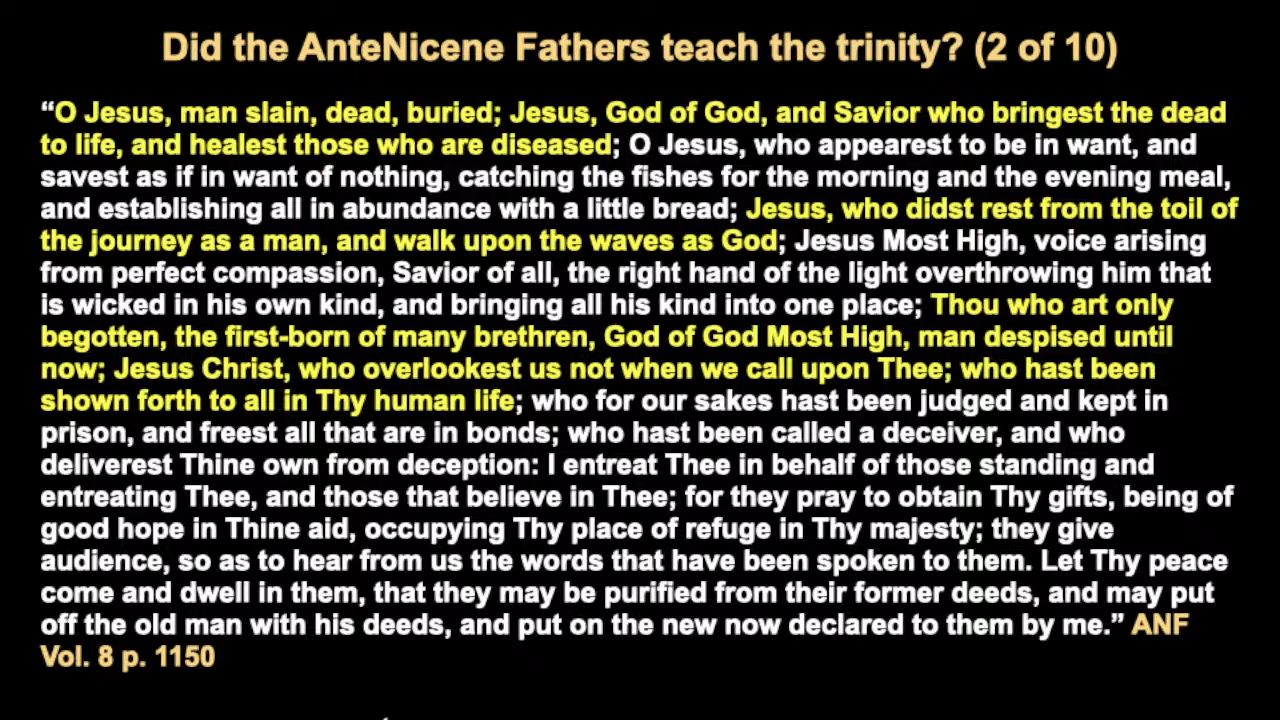 Did the AnteNicene Fathers teach the trinity? (2 of 10)
“O Jesus, man slain, dead, buried; Jesus, God of God, and Savior who bringest the dead
to life, and healest those who are diseased; O Jesus, who appearest to be in want, and
savest as if in want of nothing, catching the fishes for the morning and the evening meal,
and establishing all in abundance with a little bread; Jesus, who didst rest from the toil of
the journey as a man, and walk upon the waves as God; Jesus Most High, voice arising
from perfect compassion, Savior of all, the right hand of the light overthrowing him that
is wicked in his own kind, and bringing all his kind into one place; Thou who art only
begotten, the first-born of many brethren, God of God Most High, man despised until
now; Jesus Christ, who overlookest us not when we call upon Thee; who hast been
shown forth to all in Thy human life; who for our sakes hast been judged and kept in
prison, and freest all that are in bonds; who hast been called a deceiver, and who
deliverest Thine own from deception: I entreat Thee in behalf of those standing and
entreating Thee, and those that believe in Thee; for they pray to obtain Thy gifts, being of
good hope in Thine aid, occupying Thy place of refuge in Thy majesty; they give
audience, so as to hear from us the words that have been spoken to them. Let Thy peace
come and dwell in them, that they may be purified from their former deeds, and may put
off the old man with his deeds, and put on the new now declared to them by me.” ANF
Vol. 8 p. 1150